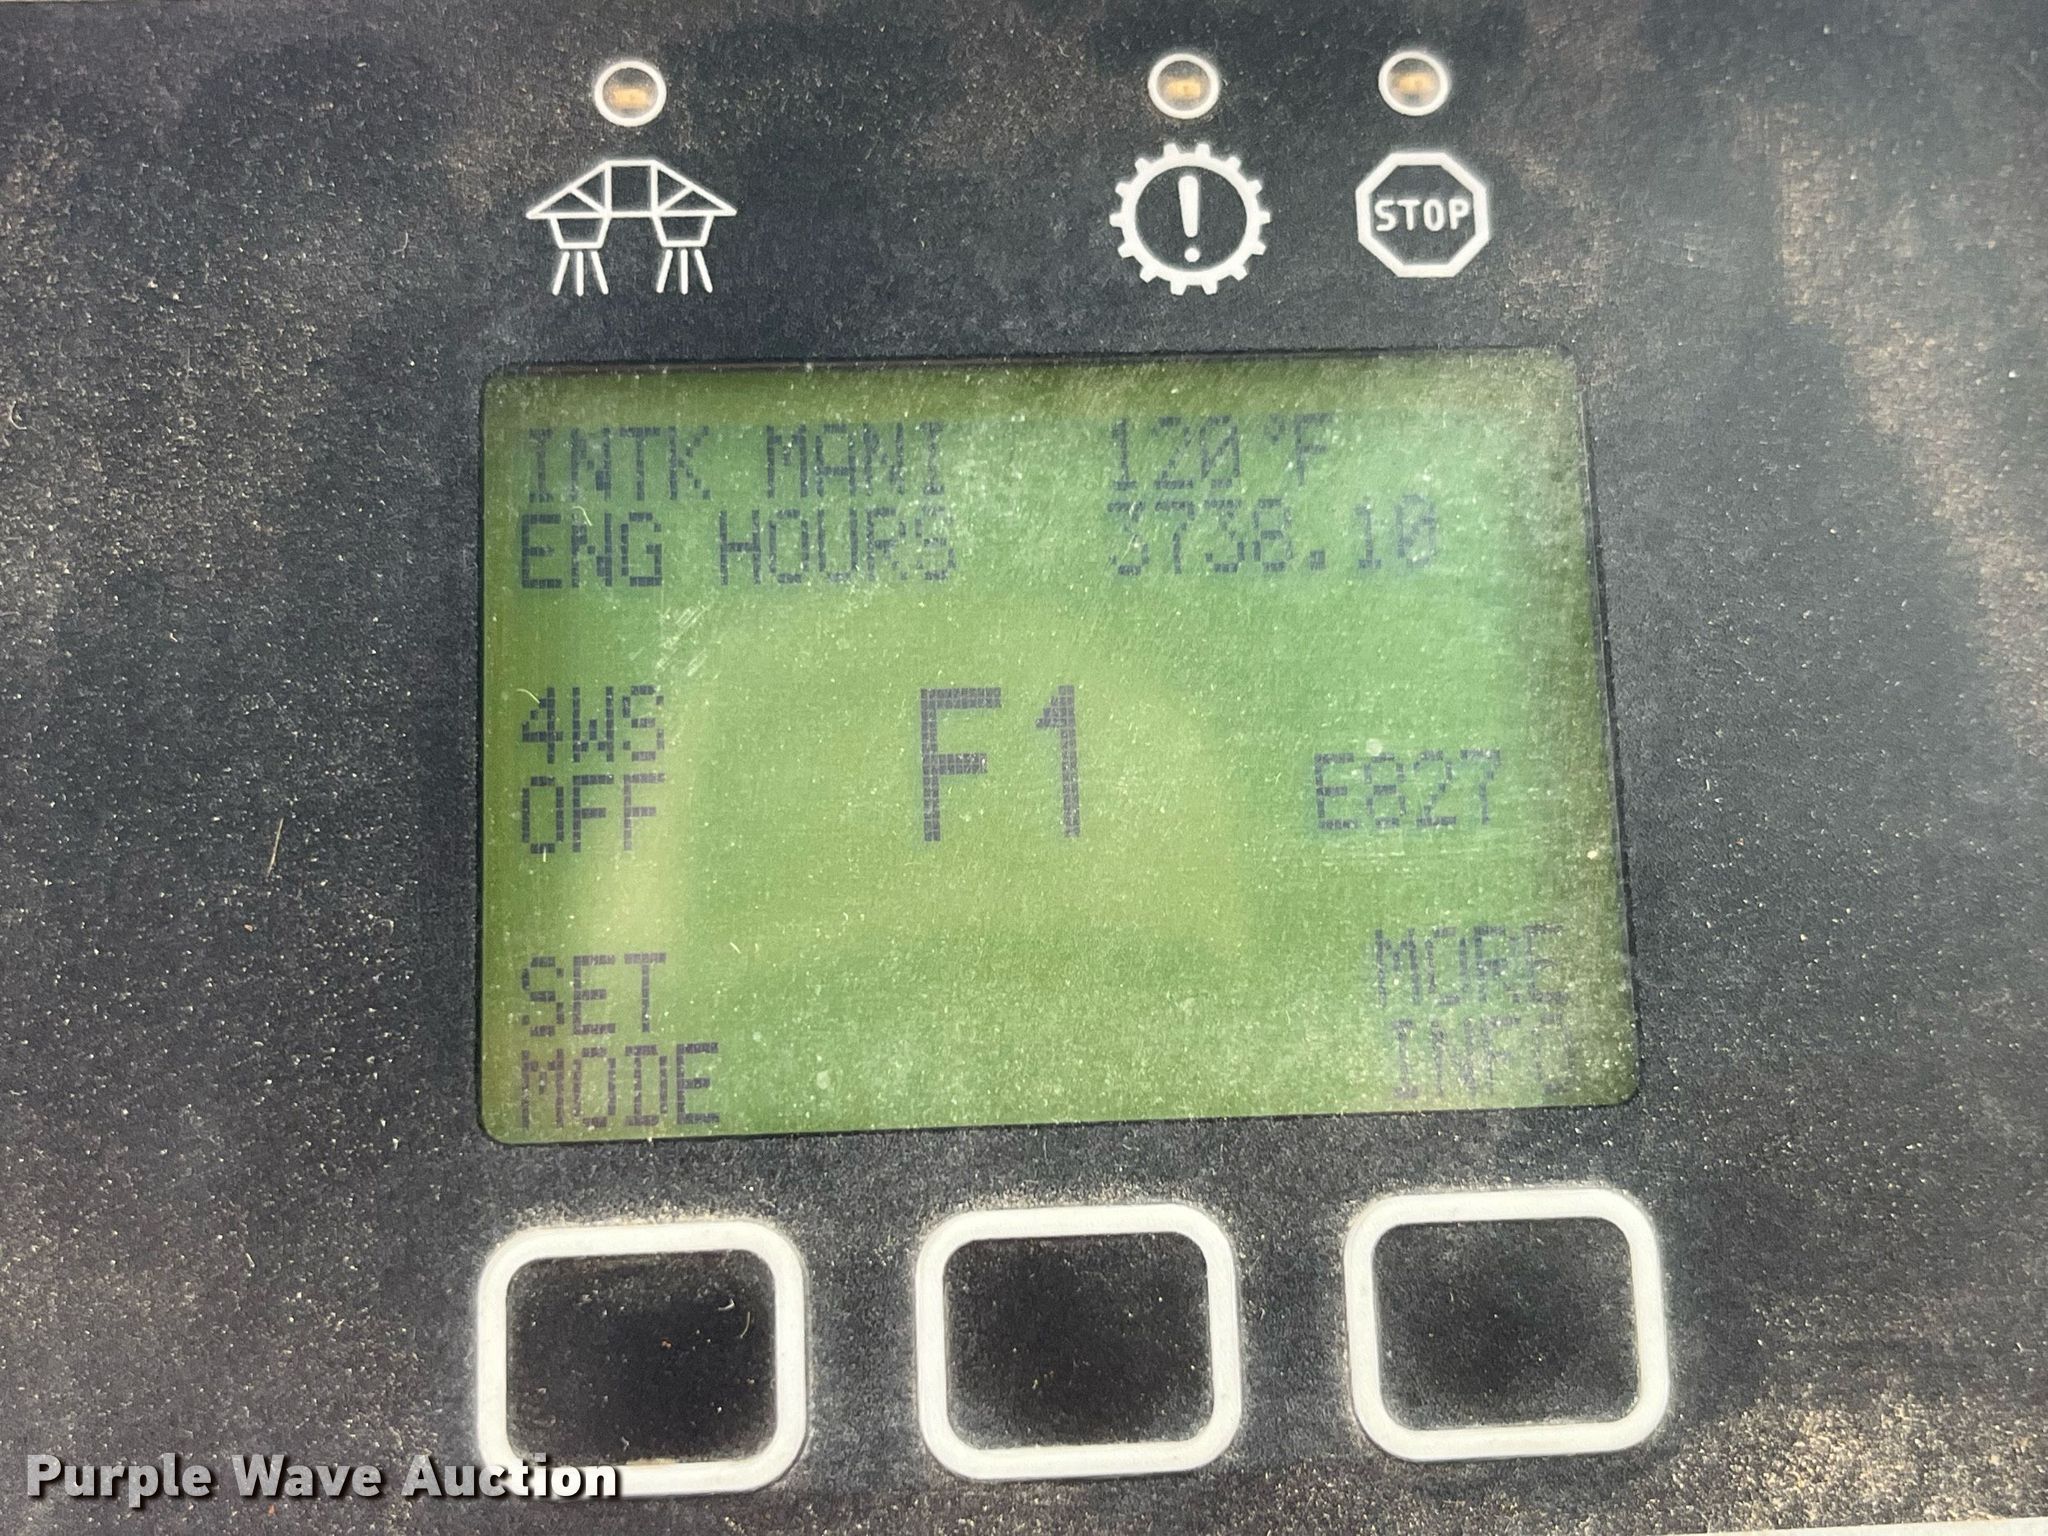 STOP
INTK MANI 120°F
ENG HOURS 3738.10
4WS
OFF
F1
E827
SET
MODE
MORE
INFO
Purple Wave Auction